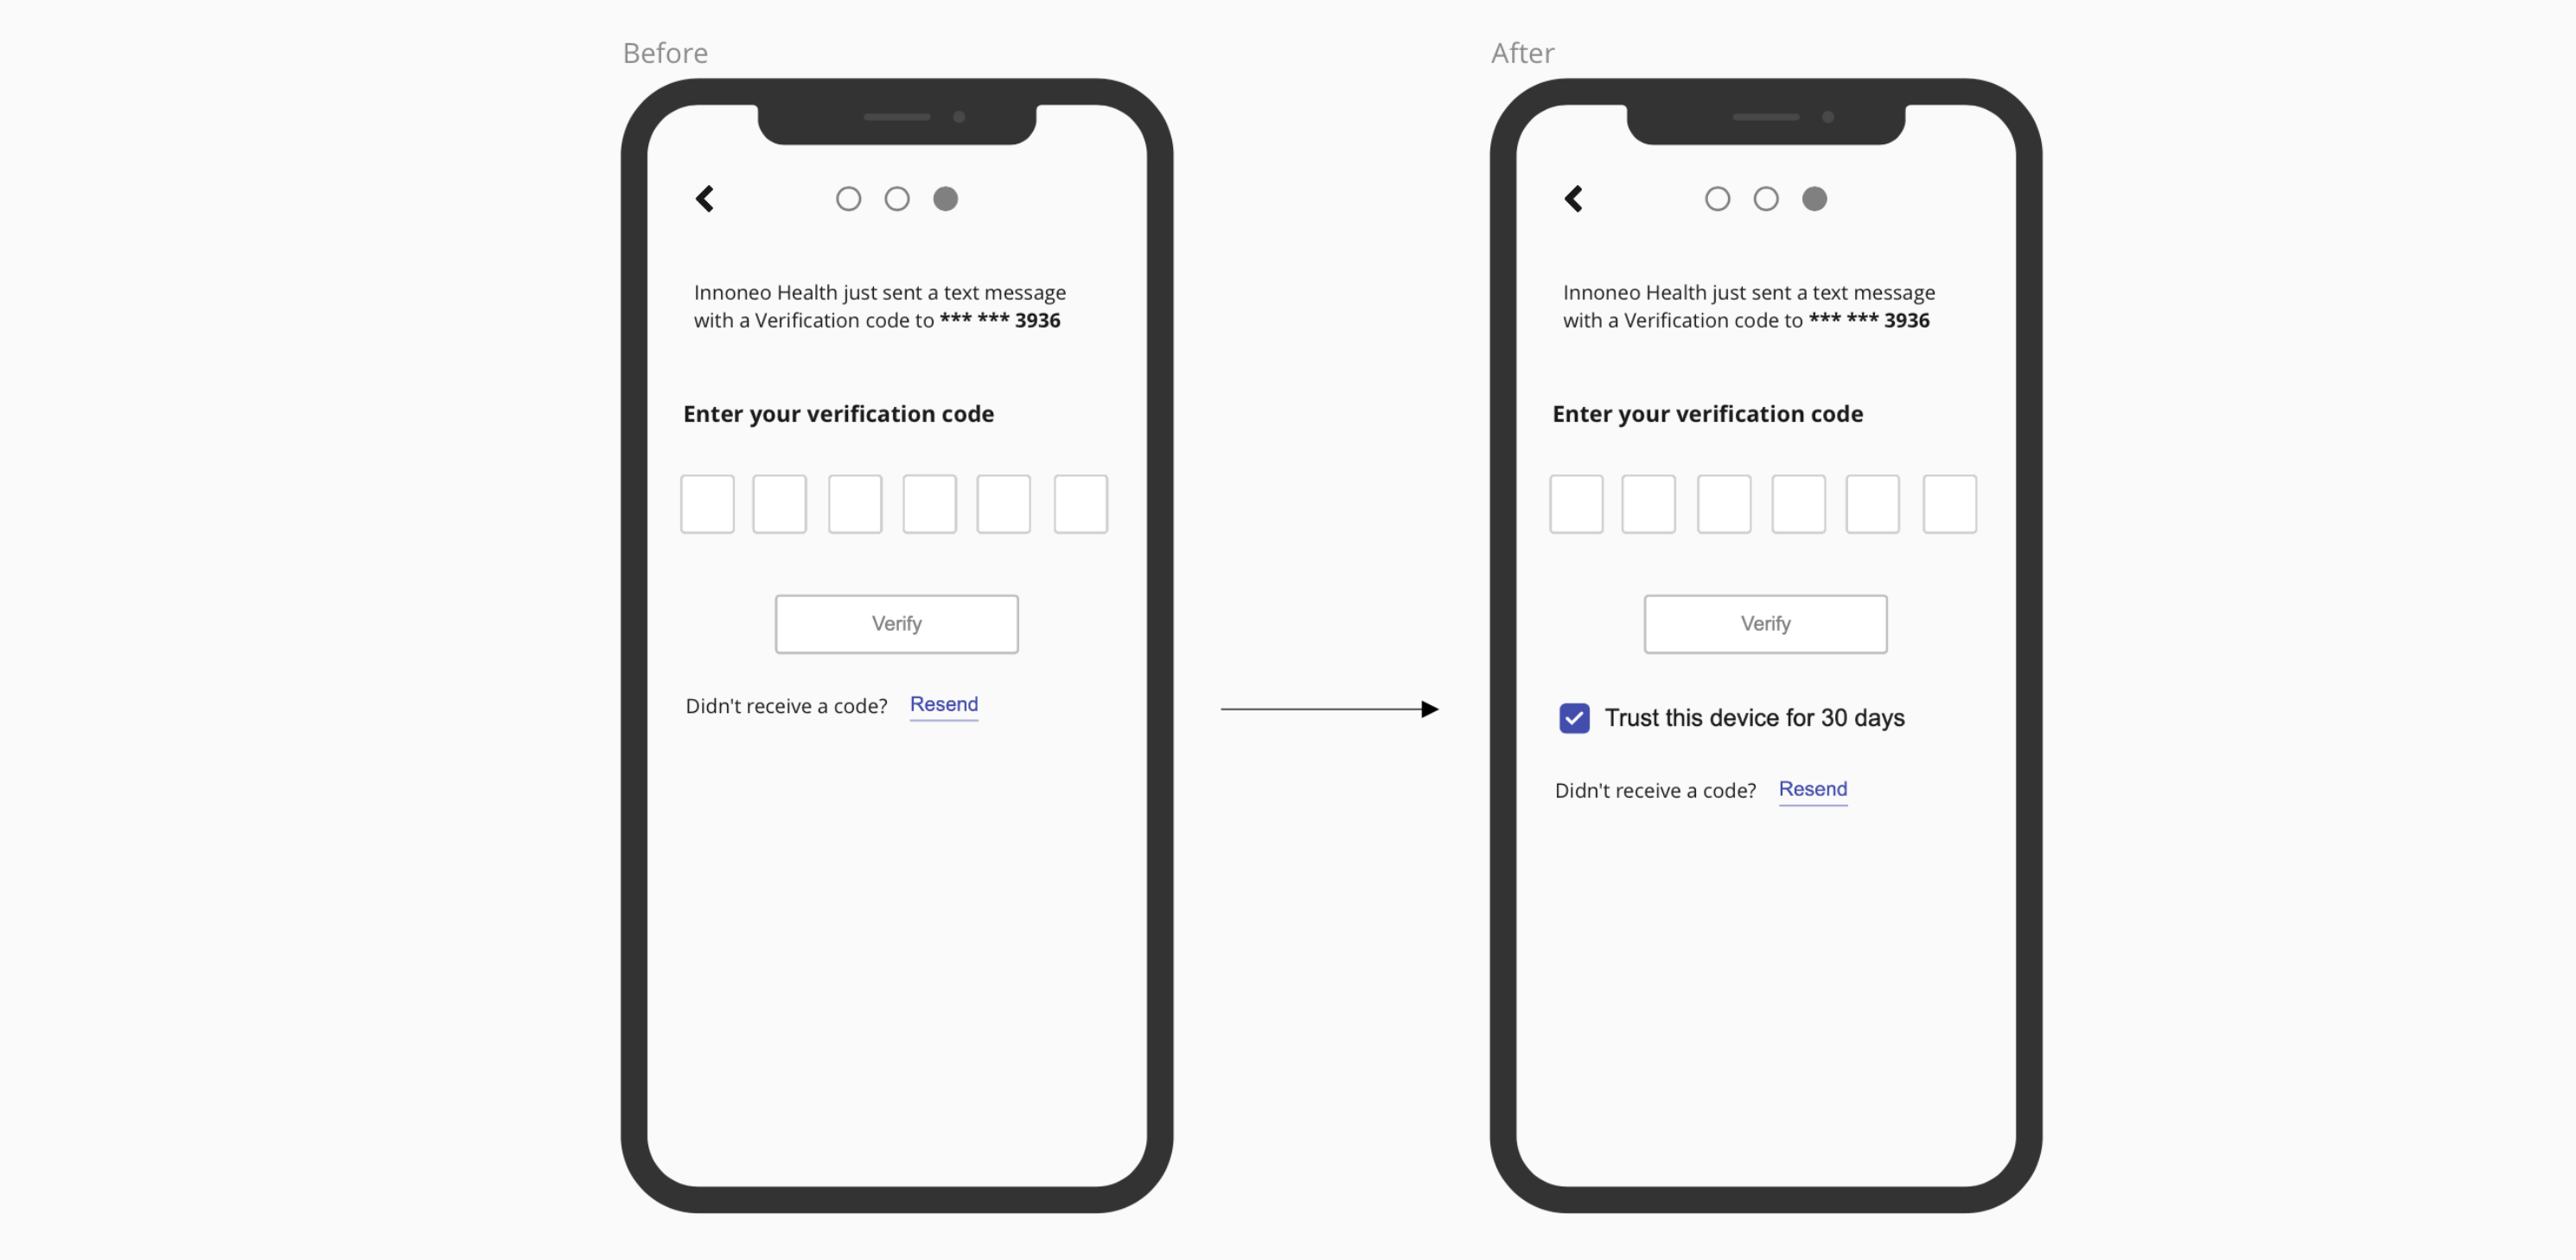 Before
Innoneo Health just sent a text message
with a Verification code to *** *** 3936
Enter your verification code
Verify
Didn't receive a code? Resend
After
Innoneo Health just sent a text message
with a Verification code to *** *** 3936
Enter your verification code
Verify
Trust this device for 30 days
Didn't receive a code? Resend